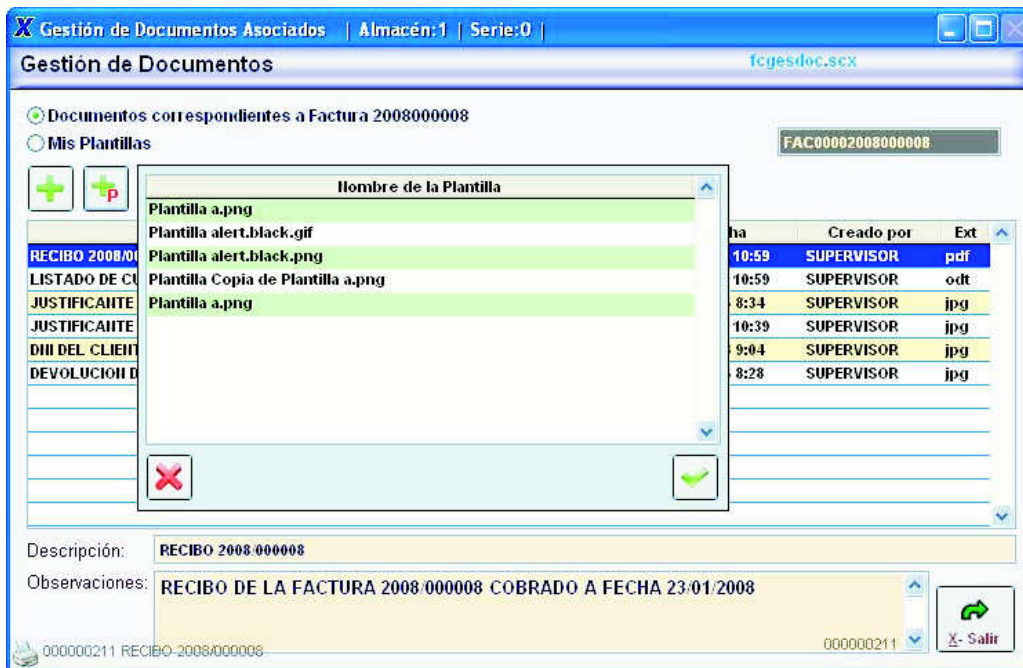 X Gestión de Documentos Asociados | Almacén:1 | Serie:0 |
Gestión de Documentos fcgesdoc.scx
Documentos correspondientes a Factura 2008000008
Mis Plantillas
FAC00002008000008
P
Nombre de la Plantilla
Plantilla a.png
Plantilla alert.black.gif
Plantilla alert.black.png
Plantilla Copia de Plantilla a.png
Plantilla a.png
ha Creado por Ext
RECIBO 2008/0 10:59 SUPERVISOR pdf
LISTADO DE 10:59 SUPERVISOR odt
JUSTIFICANTE 8:34 SUPERVISOR jpg
JUSTIFICANTE 10:39 SUPERVISOR jpg
DNI DEL CLIENT 9:04 SUPERVISOR jpg
DEVOLUCION D 8:28 SUPERVISOR jpg
Descripción: RECIBO 2008/000008
Observaciones: RECIBO DE LA FACTURA 2008/000008 COBRADO A FECHA 23/01/2008
000000211
X- Salir
000000211 RECIBO 2008/000008